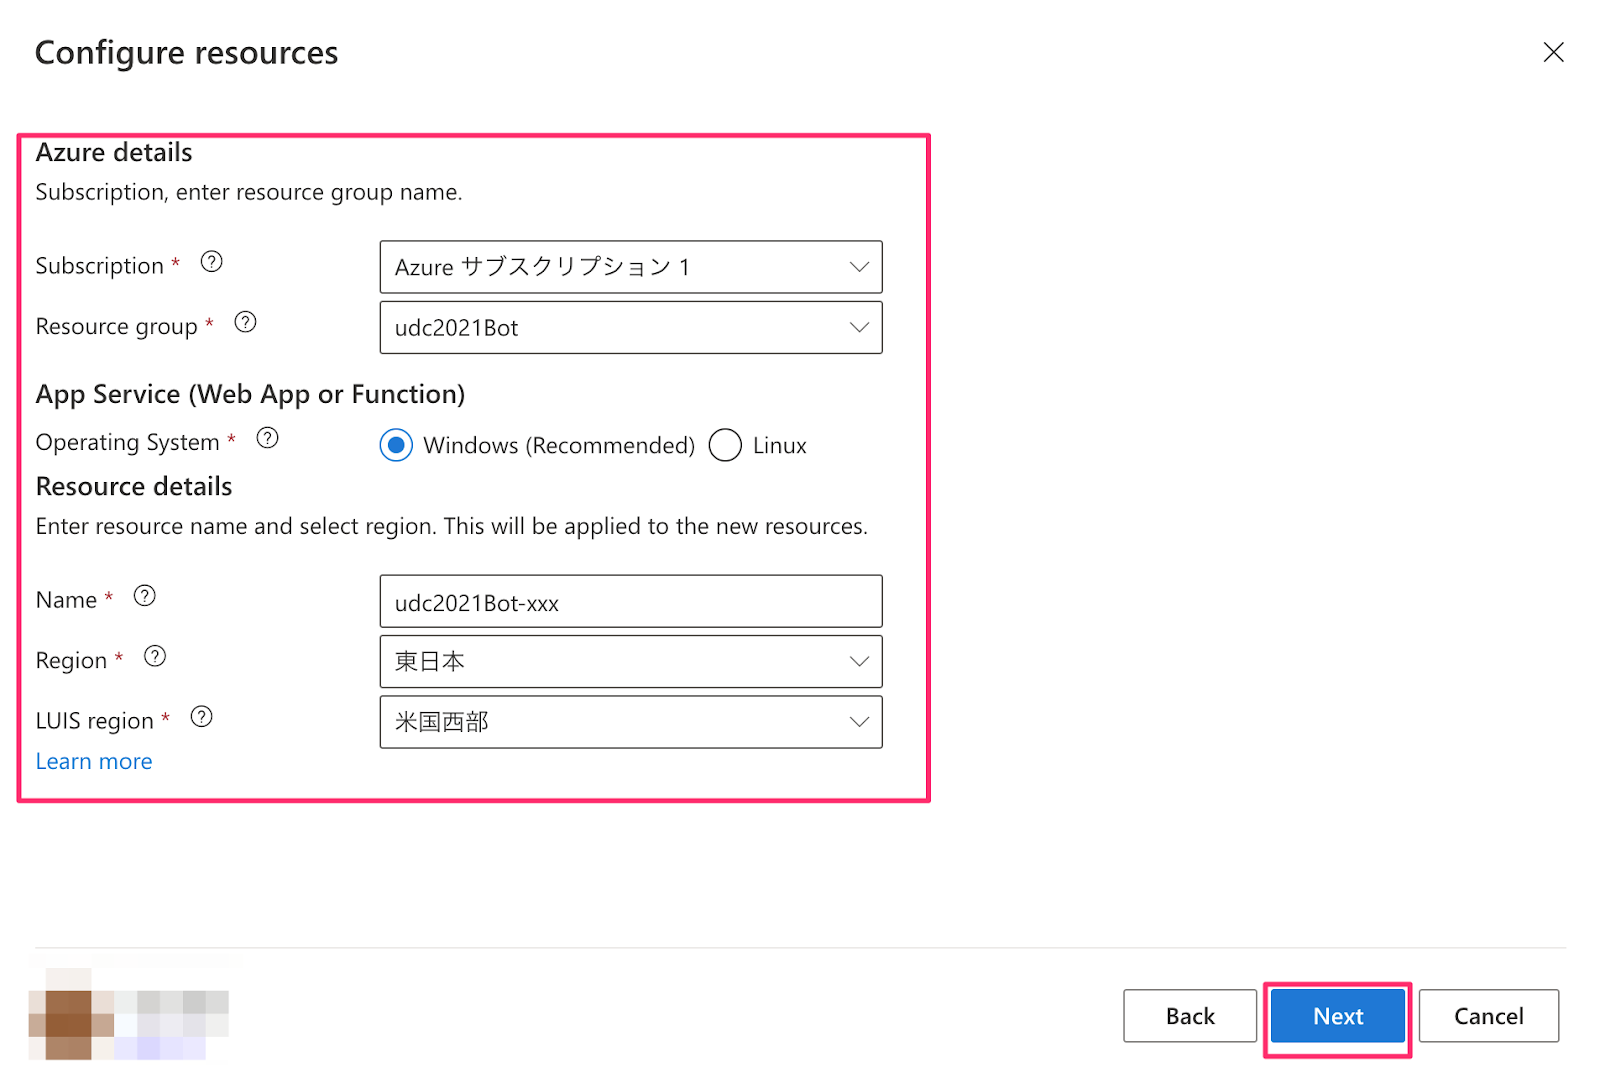 Configure resources
Azure details
Subscription, enter resource group name.
Subscription *
Azure サブスクリプション 1
Resource group *
udc2021Bot
App Service (Web App or Function)
Operating System *
Windows (Recommended)
Linux
Resource details
Enter resource name and select region. This will be applied to the new resources.
Name *
udc2021Bot-xxx
Region *
東日本
LUIS region *
米国西部
Learn more
Back
Next
Cancel